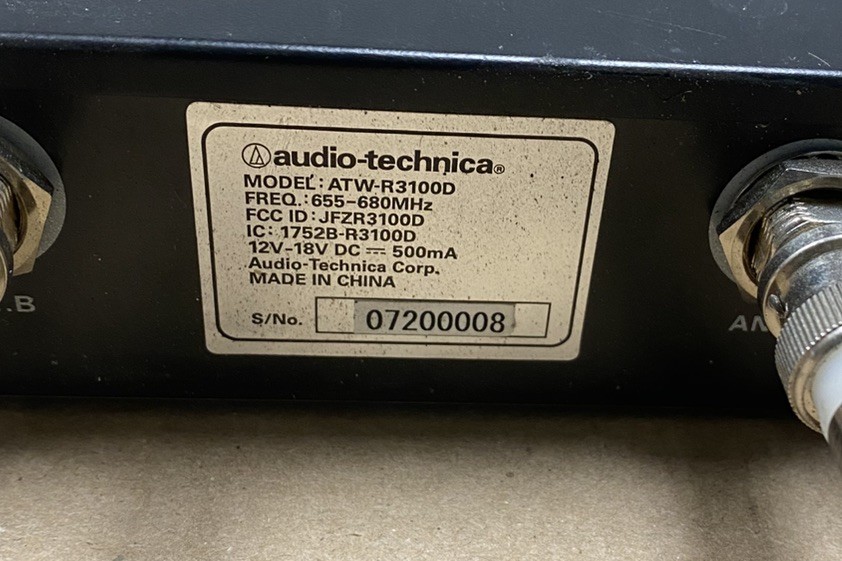 audio-technica®
MODEL: ATW-R3100D
FREQ.: 655-680MHz
FCC ID: JFZR3100D
IC: 1752B-R3100D
12V-18V DC ⎓ 500mA
Audio-Technica Corp.
MADE IN CHINA
S/No. 07200008
.B
AN